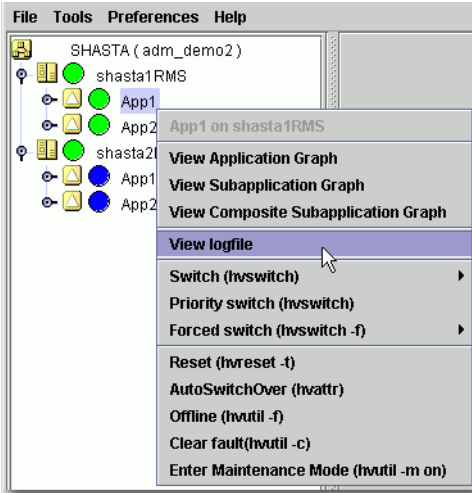 File Tools Preferences Help
SHASTA ( adm_demo2 )
shasta1RMS
App1
App2
shasta2
App1
App2
App1 on shasta1RMS
View Application Graph
View Subapplication Graph
View Composite Subapplication Graph
View logfile
Switch (hvswitch)
Priority switch (hvswitch)
Forced switch (hvswitch -f)
Reset (hvreset -t)
AutoSwitchOver (hvattr)
Offline (hvutil -f)
Clear fault(hvutil -c)
Enter Maintenance Mode (hvutil -m on)